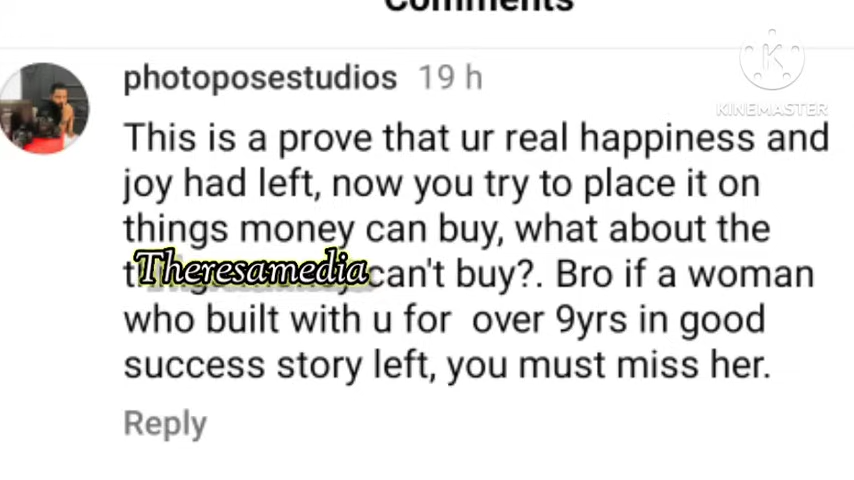 Comments
photoposestudios 19 h
KINEMASTER
This is a prove that ur real happiness and
joy had left, now you try to place it on
things money can buy, what about the
Theresamedia can't buy?. Bro if a woman
who built with u for over 9yrs in good
success story left, you must miss her.
Reply